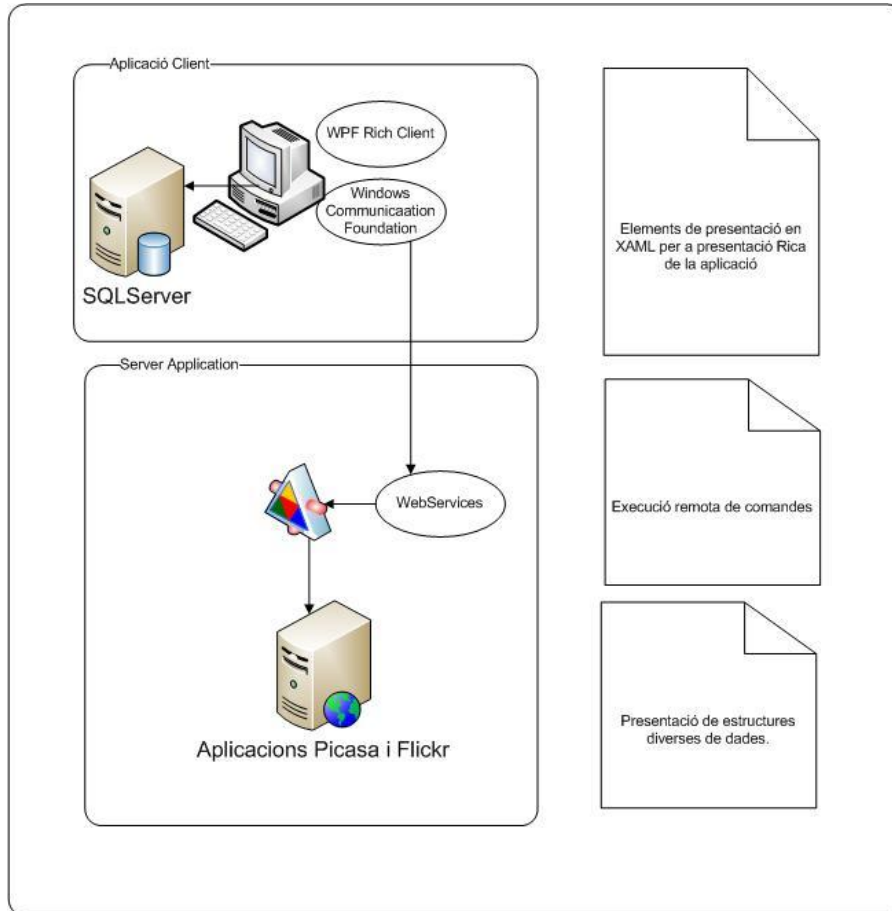 Aplicació Client
WPF Rich Client
Windows
Communicaation
Foundation
SQLServer
Elements de presentació en
XAML per a presentació Rica
de la aplicació
Server Application
WebServices
Execució remota de comandes
Aplicacions Picasa i Flickr
Presentació de estructures
diverses de dades.